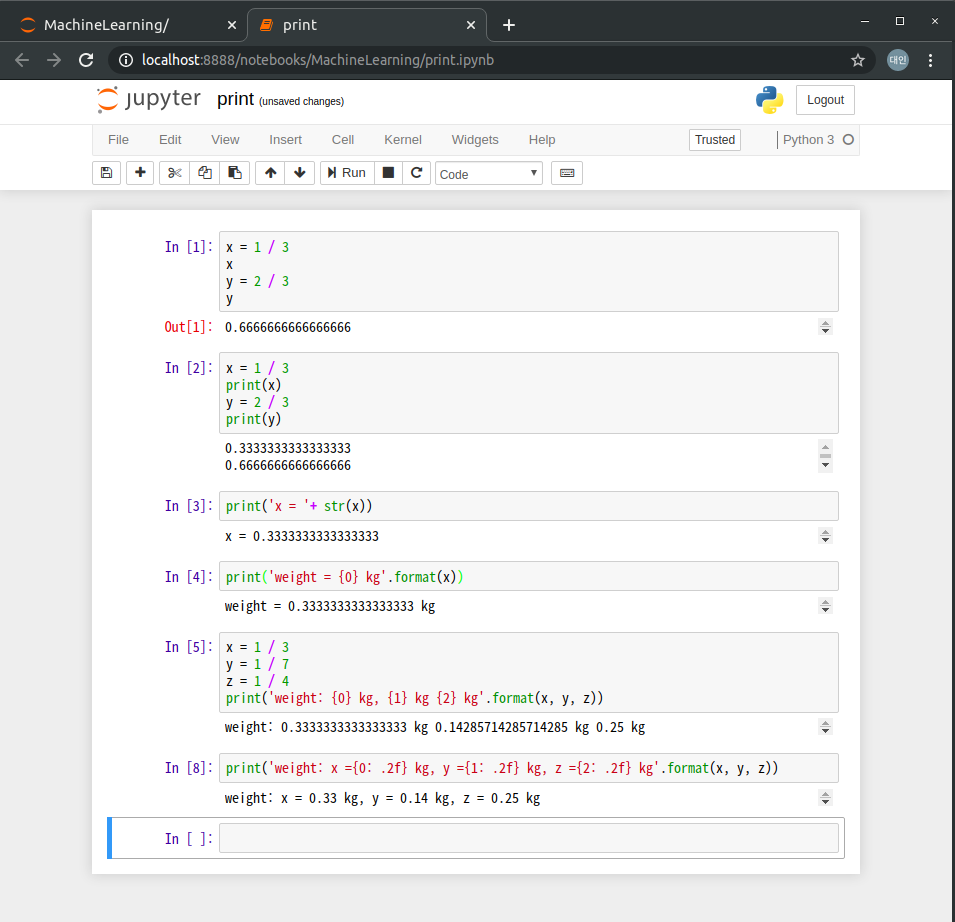 MachineLearning/
print
localhost:8888/notebooks/MachineLearning/print.ipynb
대인
jupyter print (unsaved changes)
Logout
File Edit View Insert Cell Kernel Widgets Help Trusted Python 3
Run Code
In [1]: x = 1 / 3
x
y = 2 / 3
y
Out[1]: 0.6666666666666666
In [2]: x = 1 / 3
print(x)
y = 2 / 3
print(y)
0.3333333333333333
0.6666666666666666
In [3]: print('x = '+ str(x))
x = 0.3333333333333333
In [4]: print('weight = {0} kg'.format(x))
weight = 0.3333333333333333 kg
In [5]: x = 1 / 3
y = 1 / 7
z = 1 / 4
print('weight: {0} kg, {1} kg {2} kg'.format(x, y, z))
weight: 0.3333333333333333 kg 0.14285714285714285 kg 0.25 kg
In [8]: print('weight: x ={0: .2f} kg, y ={1: .2f} kg, z ={2: .2f} kg'.format(x, y, z))
weight: x = 0.33 kg, y = 0.14 kg, z = 0.25 kg
In [ ]: